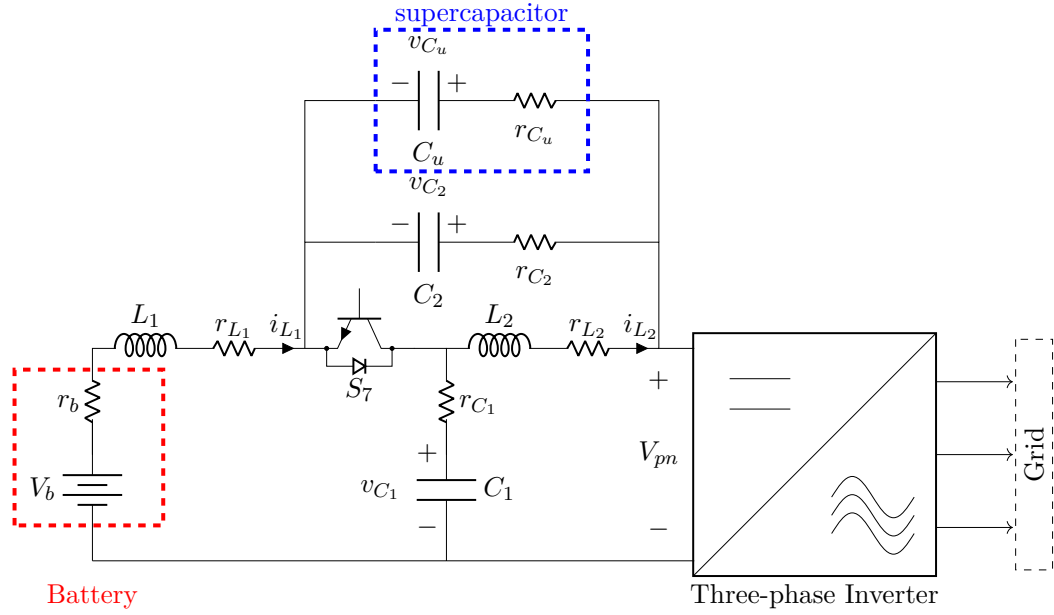 supercapacitor
v_{C_u}
− +
r_{C_u}
C_u
v_{C_2}
− +
r_{C_2}
C_2
L_1
r_{L_1}
i_{L_1}
L_2
r_{L_2}
i_{L_2}
S_7
r_b
r_{C_1}
+
V_b
+
v_{C_1}
C_1
−
V_{pn}
−
Grid
Battery
Three-phase Inverter